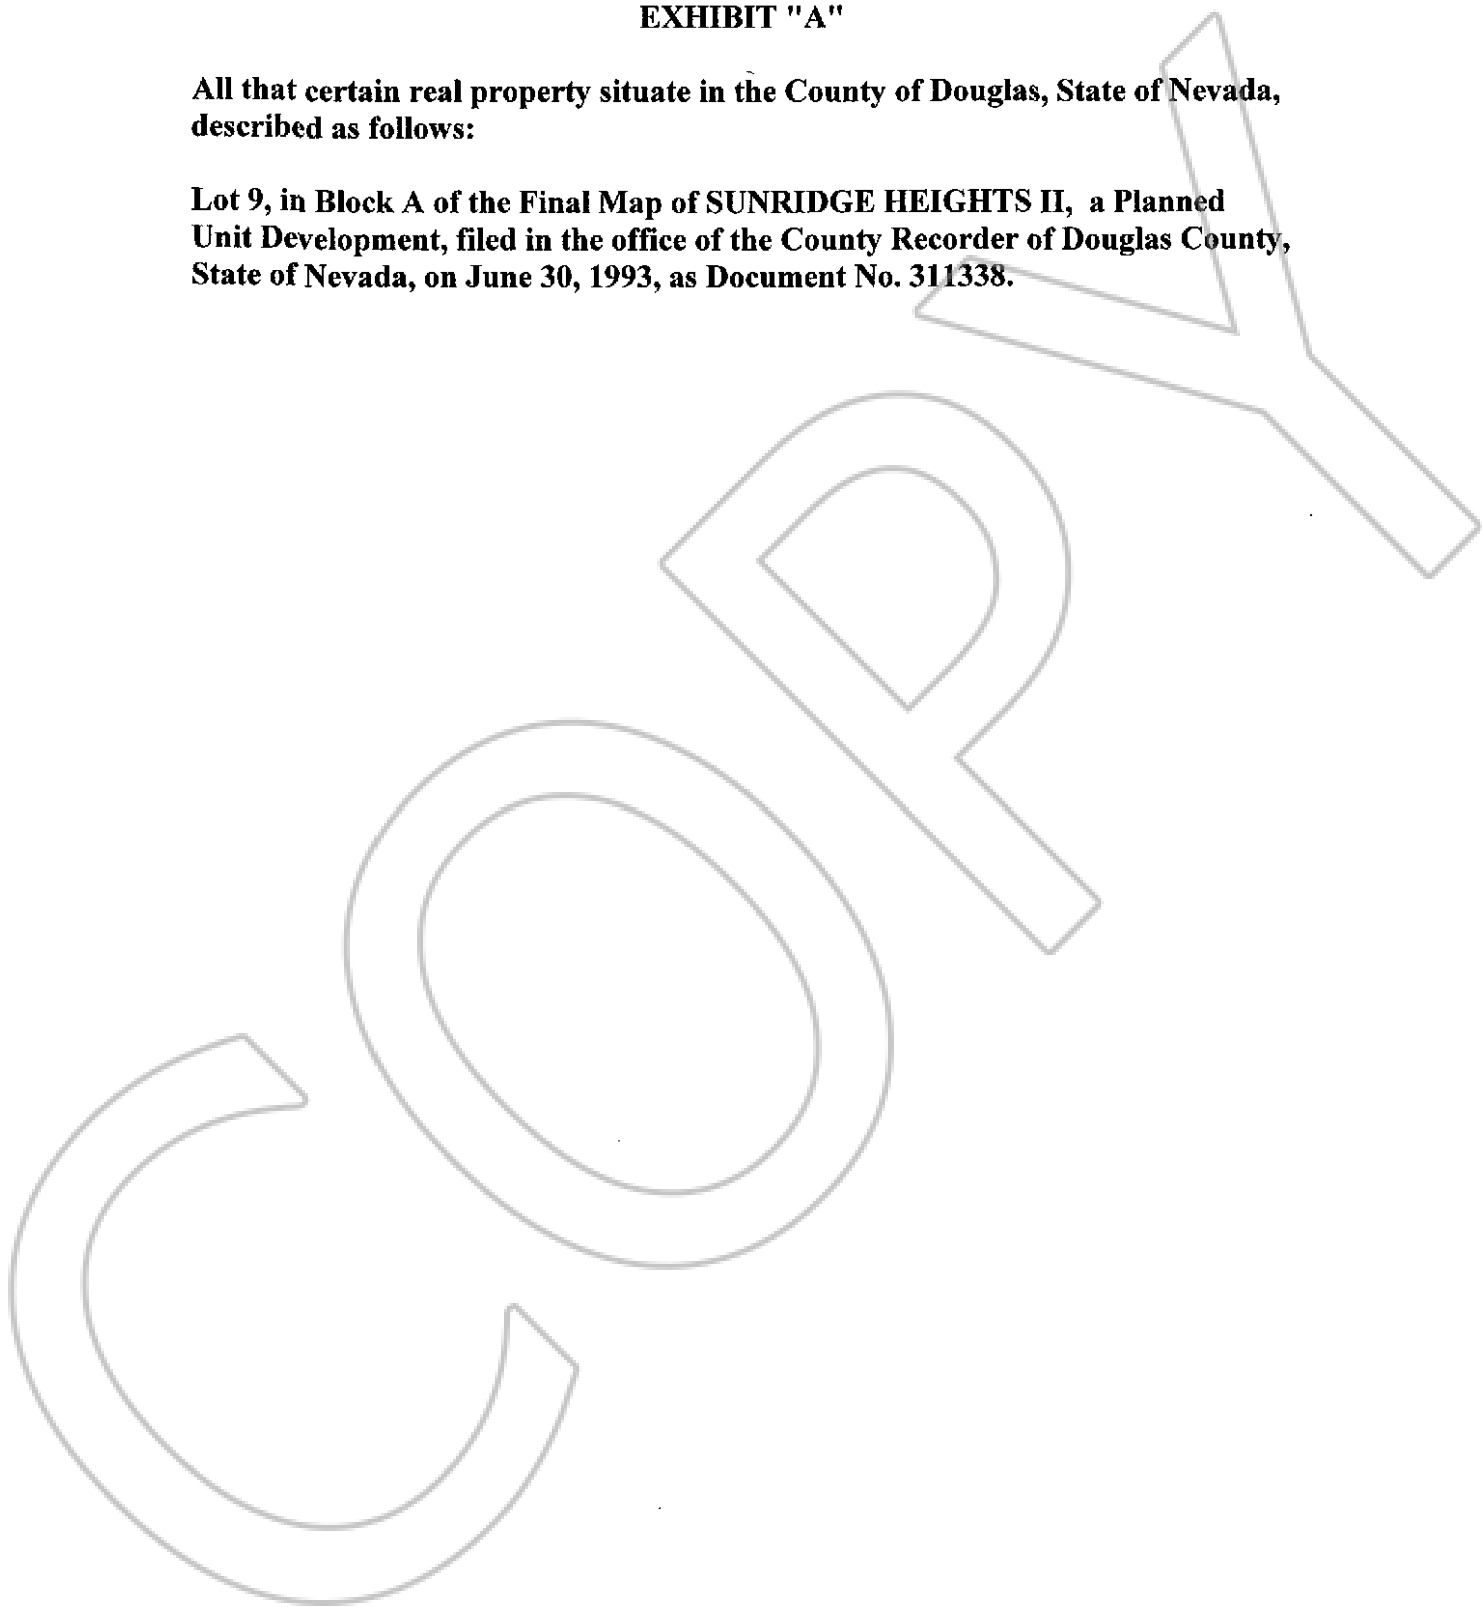 EXHIBIT "A"
All that certain real property situate in the County of Douglas, State of Nevada,
described as follows:
Lot 9, in Block A of the Final Map of SUNRIDGE HEIGHTS II, a Planned
Unit Development, filed in the office of the County Recorder of Douglas County,
State of Nevada, on June 30, 1993, as Document No. 311338.
COPY